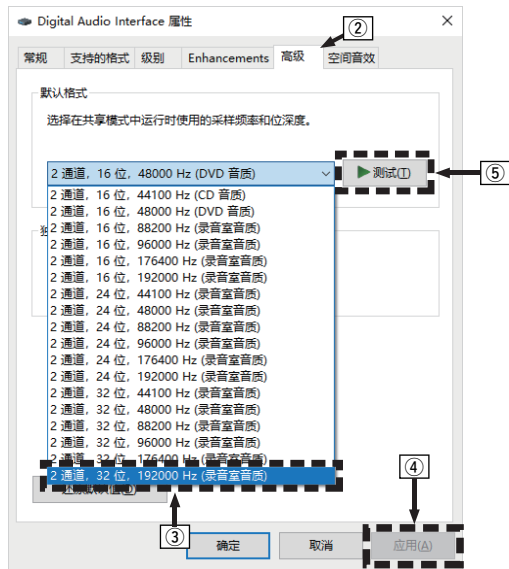 Digital Audio Interface 属性
②
常规 支持的格式 级别 Enhancements 高级 空间音效
默认格式
选择在共享模式中运行时使用的采样频率和位深度。
2 通道, 16 位, 48000 Hz (DVD 音质)
▶测试(T)
⑤
2 通道, 16 位, 44100 Hz (CD 音质)
2 通道, 16 位, 48000 Hz (DVD 音质)
2 通道, 16 位, 88200 Hz (录音室音质)
2 通道, 16 位, 96000 Hz (录音室音质)
2 通道, 16 位, 176400 Hz (录音室音质)
2 通道, 16 位, 192000 Hz (录音室音质)
2 通道, 24 位, 44100 Hz (录音室音质)
2 通道, 24 位, 48000 Hz (录音室音质)
2 通道, 24 位, 88200 Hz (录音室音质)
2 通道, 24 位, 96000 Hz (录音室音质)
2 通道, 24 位, 176400 Hz (录音室音质)
2 通道, 24 位, 192000 Hz (录音室音质)
2 通道, 32 位, 44100 Hz (录音室音质)
2 通道, 32 位, 48000 Hz (录音室音质)
2 通道, 32 位, 88200 Hz (录音室音质)
2 通道, 32 位, 96000 Hz (录音室音质)
2 通道, 32 位, 176400 Hz (录音室音质)
2 通道, 32 位, 192000 Hz (录音室音质)
④
③
确定 取消 应用(A)